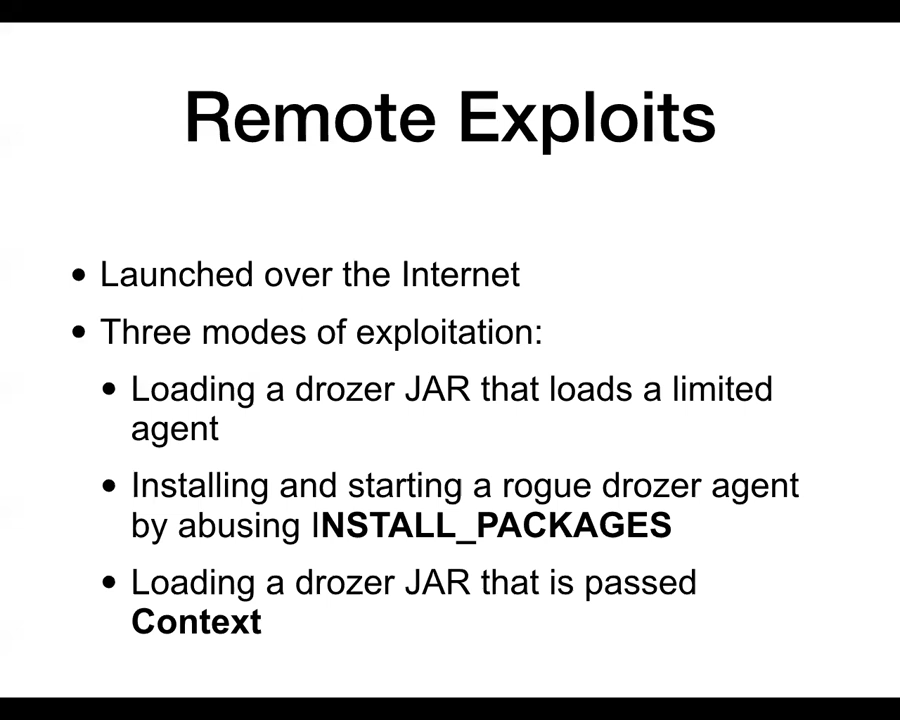 Remote Exploits
• Launched over the Internet
• Three modes of exploitation:
• Loading a drozer JAR that loads a limited
agent
• Installing and starting a rogue drozer agent
by abusing INSTALL_PACKAGES
• Loading a drozer JAR that is passed
Context